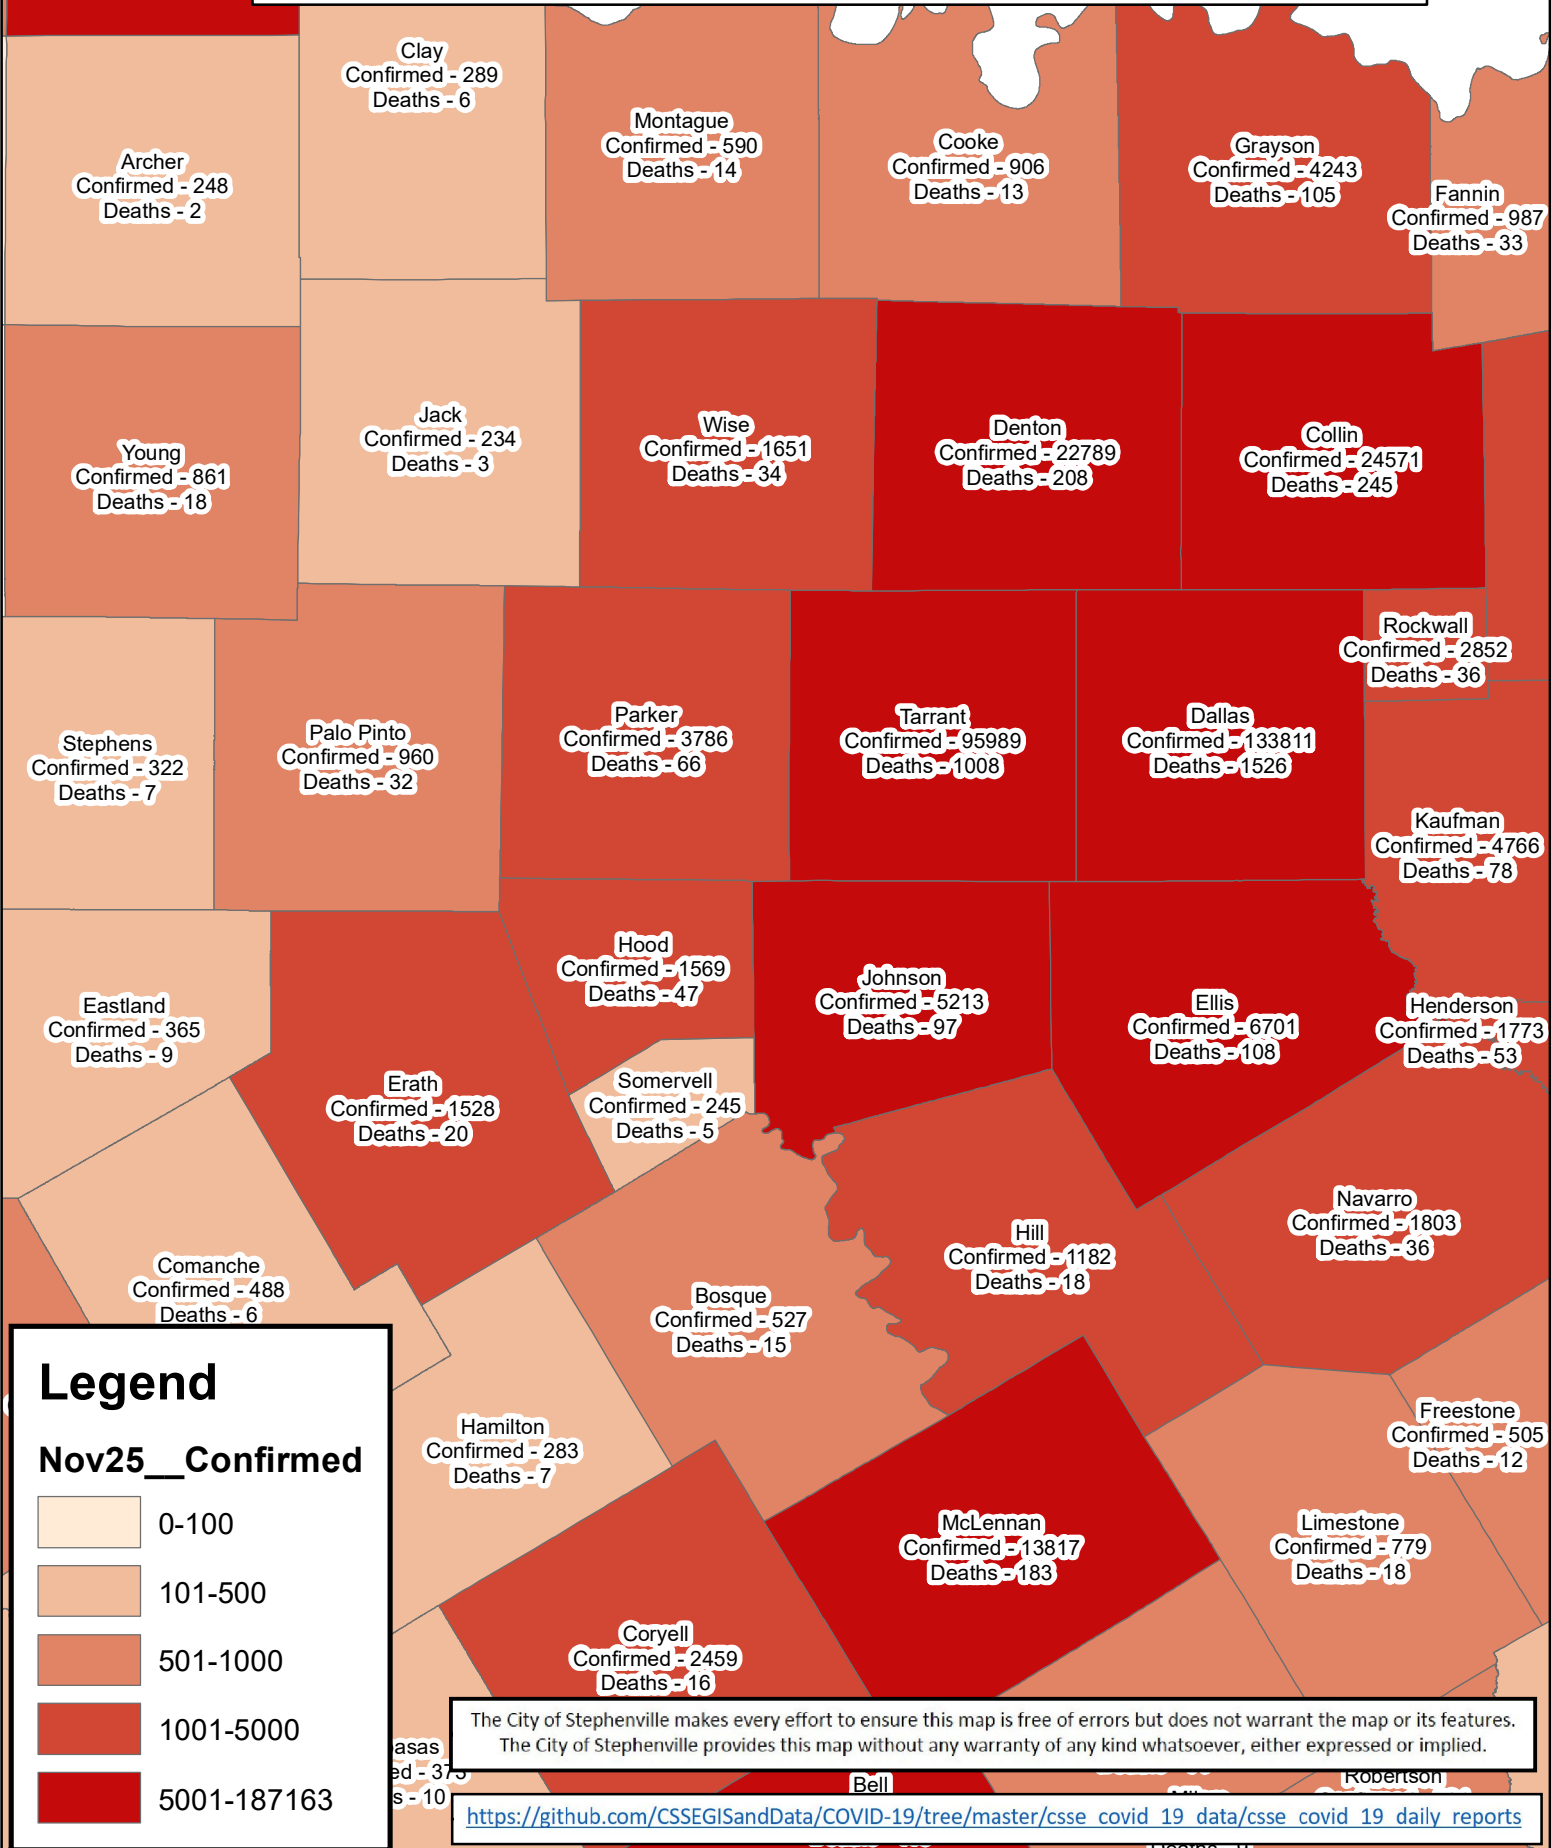 Clay
Confirmed - 289
Deaths - 6
Montague
Confirmed - 590
Deaths - 14
Cooke
Confirmed - 906
Deaths - 13
Grayson
Confirmed - 4243
Deaths - 105
Archer
Confirmed - 248
Deaths - 2
Fannin
Confirmed - 987
Deaths - 33
Young
Confirmed - 861
Deaths - 18
Jack
Confirmed - 234
Deaths - 3
Wise
Confirmed - 1651
Deaths - 34
Denton
Confirmed - 22789
Deaths - 208
Collin
Confirmed - 24571
Deaths - 245
Rockwall
Confirmed - 2852
Deaths - 36
Stephens
Confirmed - 322
Deaths - 7
Palo Pinto
Confirmed - 960
Deaths - 32
Parker
Confirmed - 3786
Deaths - 66
Tarrant
Confirmed - 95989
Deaths - 1008
Dallas
Confirmed - 133811
Deaths - 1526
Kaufman
Confirmed - 4766
Deaths - 78
Eastland
Confirmed - 365
Deaths - 9
Hood
Confirmed - 1569
Deaths - 47
Johnson
Confirmed - 5213
Deaths - 97
Ellis
Confirmed - 6701
Deaths - 108
Henderson
Confirmed - 1773
Deaths - 53
Erath
Confirmed - 1528
Deaths - 20
Somervell
Confirmed - 245
Deaths - 5
Comanche
Confirmed - 488
Deaths - 6
Bosque
Confirmed - 527
Deaths - 15
Hill
Confirmed - 1182
Deaths - 18
Navarro
Confirmed - 1803
Deaths - 36
Hamilton
Confirmed - 283
Deaths - 7
McLennan
Confirmed - 13817
Deaths - 183
Limestone
Confirmed - 779
Deaths - 18
Freestone
Confirmed - 505
Deaths - 12
Coryell
Confirmed - 2459
Deaths - 16
Legend
Nov25__Confirmed
0-100
101-500
501-1000
1001-5000
5001-187163
asas
ed - 373
s - 10
The City of Stephenville makes every effort to ensure this map is free of errors but does not warrant the map or its features.
The City of Stephenville provides this map without any warranty of any kind whatsoever, either expressed or implied.
Bell
Robertson
https://github.com/CSSEGISandData/COVID-19/tree/master/csse_covid_19_data/csse_covid_19_daily_reports